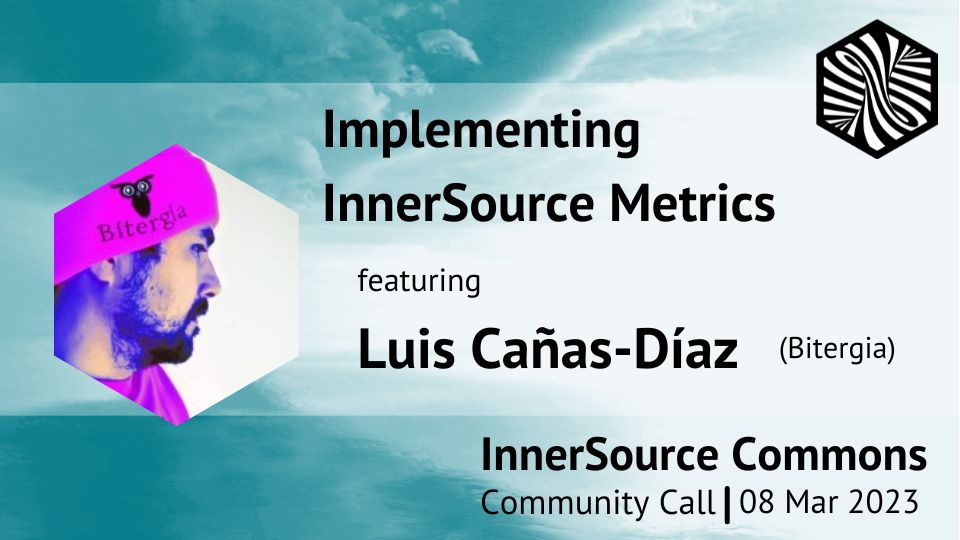 Implementing
InnerSource Metrics
Bitergia
featuring
Luis Cañas-Díaz (Bitergia)
InnerSource Commons
Community Call | 08 Mar 2023